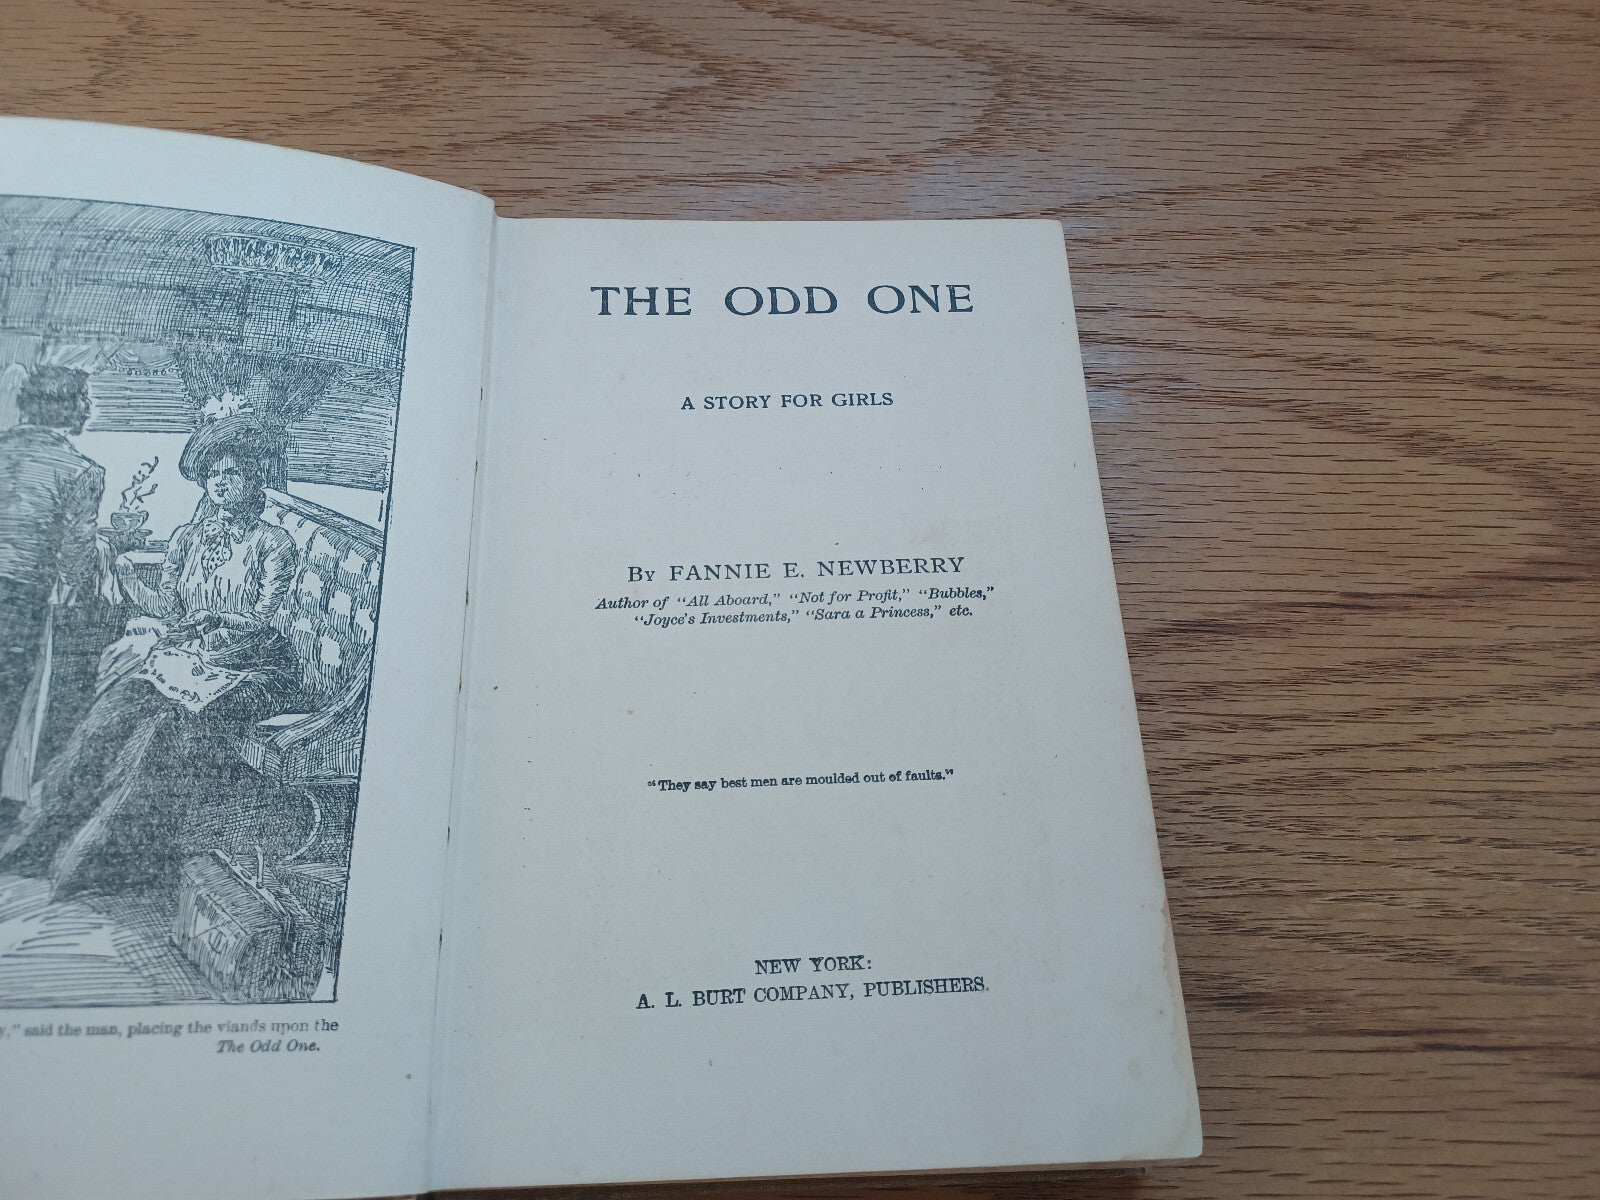 said the man, placing the viands upon the
The Odd One.
THE ODD ONE
A STORY FOR GIRLS
By FANNIE E. NEWBERRY
Author of "All Aboard," "Not for Profit," "Bubbles,"
"Joyce's Investments," "Sara a Princess," etc.
"They say best men are moulded out of faults."
NEW YORK:
A. L. BURT COMPANY, PUBLISHERS.